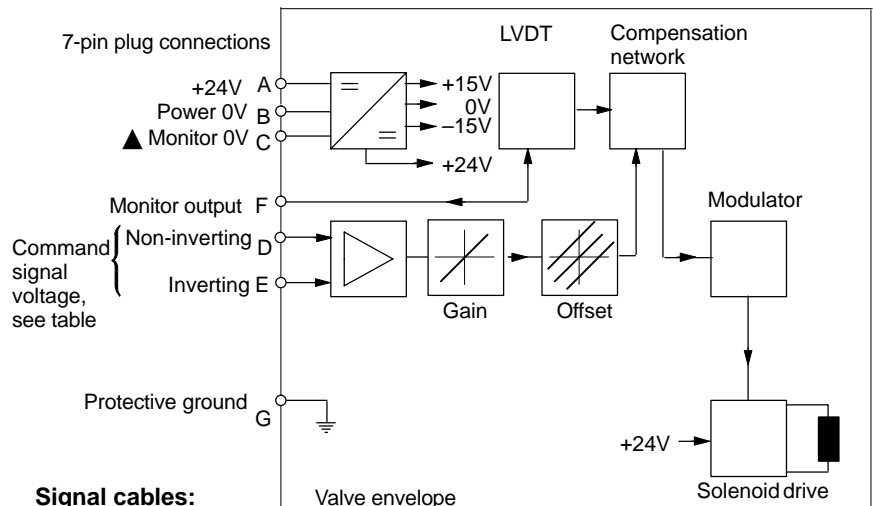 7-pin plug connections
LVDT
Compensation
network
+24V A
Power 0V B
▲ Monitor 0V C
+15V
0V
–15V
+24V
Monitor output F
Modulator
Command
signal
voltage,
see table
Non-inverting D
Inverting E
Gain
Offset
Protective ground G
+24V
Solenoid drive
Signal cables:
Valve envelope